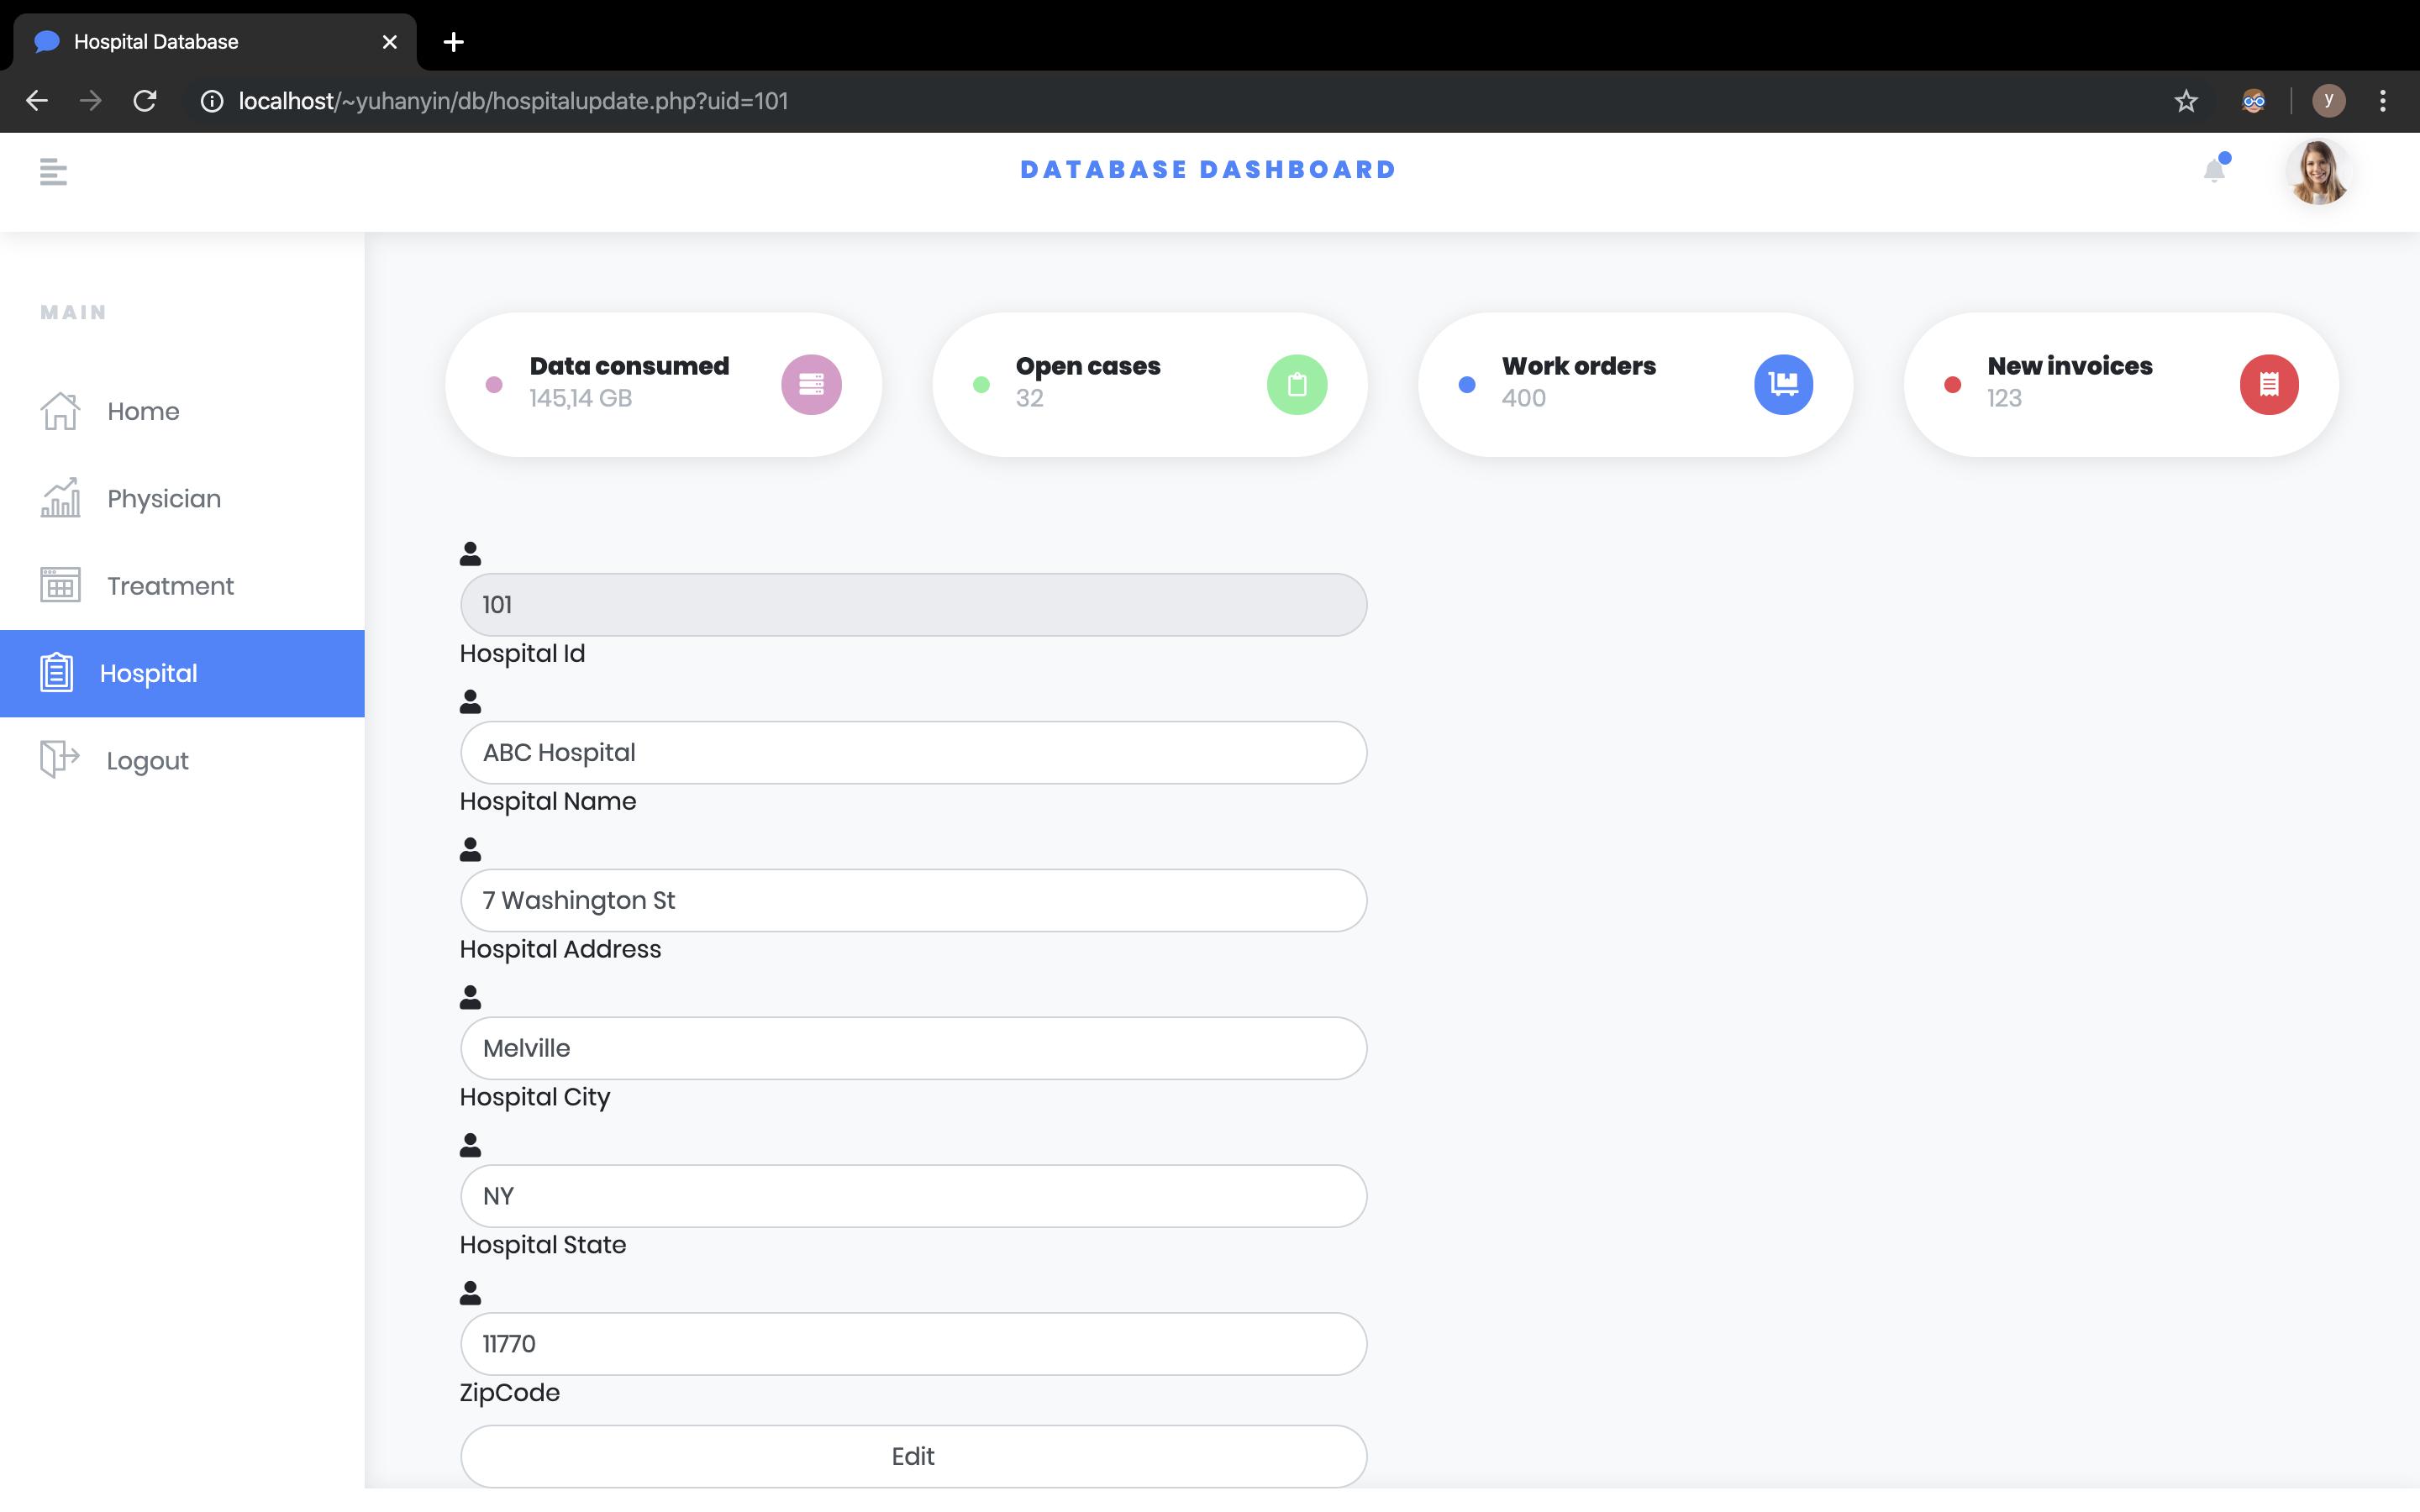 Hospital Database
localhost/~yuhanyin/db/hospitalupdate.php?uid=101
y
DATABASE DASHBOARD
MAIN
Home
Physician
Treatment
Hospital
Logout
Data consumed
145,14 GB
Open cases
32
Work orders
400
New invoices
123
101
Hospital Id
ABC Hospital
Hospital Name
7 Washington St
Hospital Address
Melville
Hospital City
NY
Hospital State
11770
ZipCode
Edit